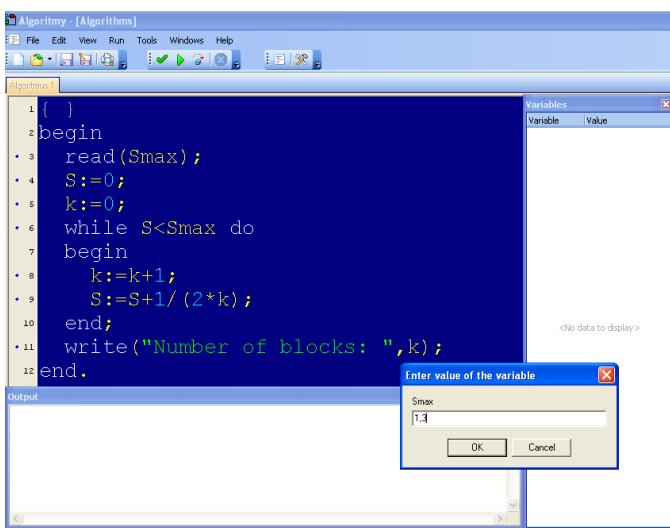 Algoritmy - [Algorithms]
File Edit View Run Tools Windows Help
Algoritmus 1
1 { }
2 begin
3 read(Smax);
4 S:=0;
5 k:=0;
6 while S<Smax do
7 begin
8 k:=k+1;
9 S:=S+1/(2*k);
10 end;
11 write("Number of blocks: ",k);
12 end.
Variables
Variable Value
<No data to display>
Output
Enter value of the variable
Smax
1,3
OK Cancel